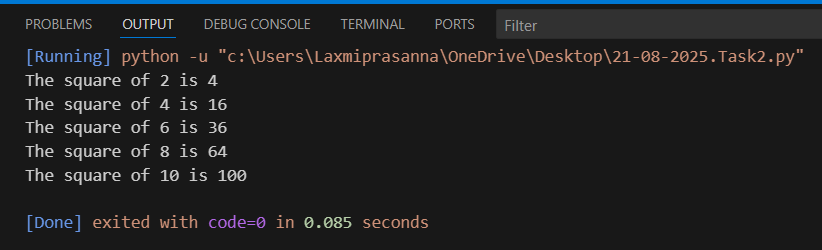 PROBLEMS OUTPUT DEBUG CONSOLE TERMINAL PORTS Filter
[Running] python -u "c:\Users\Laxmiprasanna\OneDrive\Desktop\21-08-2025.Task2.py"
The square of 2 is 4
The square of 4 is 16
The square of 6 is 36
The square of 8 is 64
The square of 10 is 100
[Done] exited with code=0 in 0.085 seconds